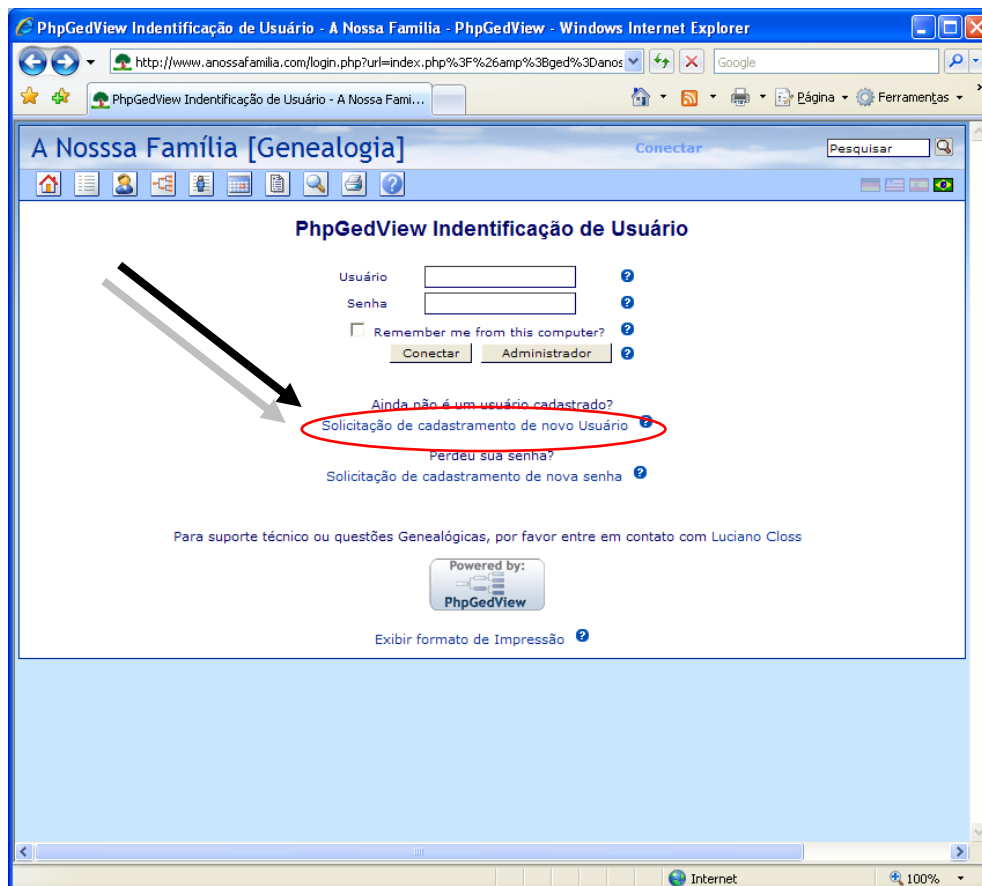 PhpGedView Indentificação de Usuário - A Nossa Familia - PhpGedView - Windows Internet Explorer
http://www.anossafamilia.com/login.php?url=index.php%3F%26amp%3Bged%3Danos
Google
PhpGedView Indentificação de Usuário - A Nossa Fami...
Página
Ferramentas
A Nosssa Família [Genealogia]
Conectar
Pesquisar
PhpGedView Indentificação de Usuário
Usuário
Senha
Remember me from this computer?
Conectar Administrador
Ainda não é um usuário cadastrado?
Solicitação de cadastramento de novo Usuário
Perdeu sua senha?
Solicitação de cadastramento de nova senha
Para suporte técnico ou questões Genealógicas, por favor entre em contato com Luciano Closs
Powered by:
PhpGedView
Exibir formato de Impressão
Internet
100%